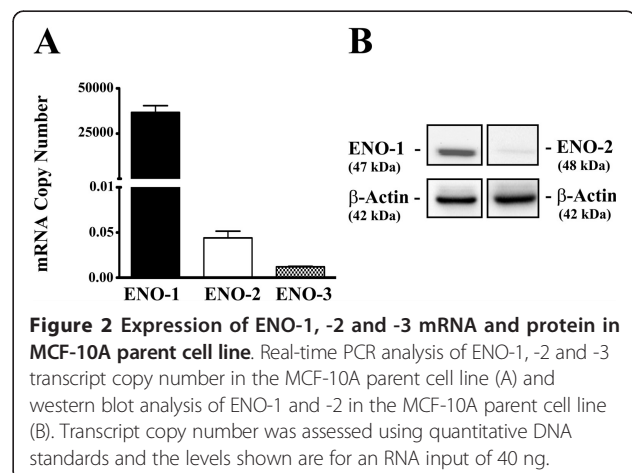 A
B
mRNA Copy Number
50000
25000
0.01
0.05
0.00
ENO-1
ENO-2
ENO-3
ENO-1 -
(47 kDa)
- ENO-2
(48 kDa)
β-Actin -
(42 kDa)
- β-Actin
(42 kDa)
Figure 2 Expression of ENO-1, -2 and -3 mRNA and protein in
MCF-10A parent cell line. Real-time PCR analysis of ENO-1, -2 and -3
transcript copy number in the MCF-10A parent cell line (A) and
western blot analysis of ENO-1 and -2 in the MCF-10A parent cell line
(B). Transcript copy number was assessed using quantitative DNA
standards and the levels shown are for an RNA input of 40 ng.